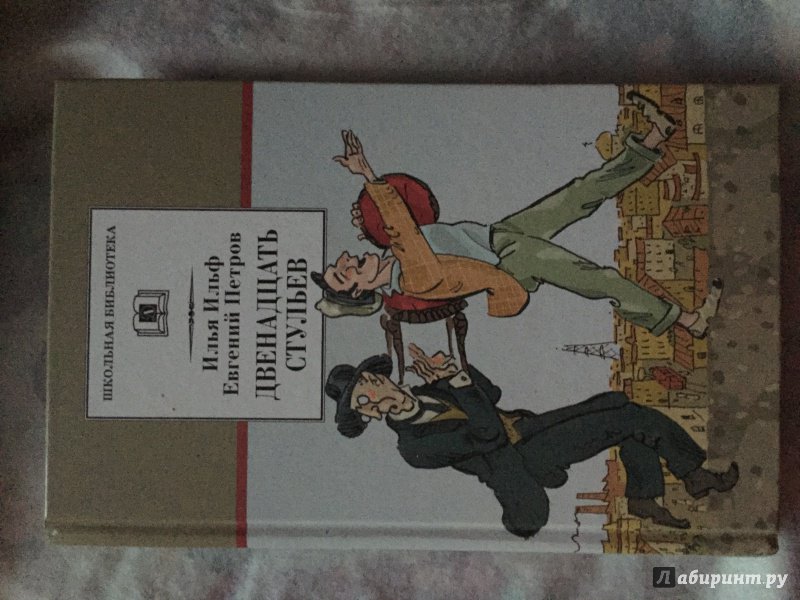 ШКОЛЬНАЯ БИБЛИОТЕКА
Илья Ильф
Евгений Петров
ДВЕНАДЦАТЬ
СТУЛЬЕВ
Лабиринт.ру